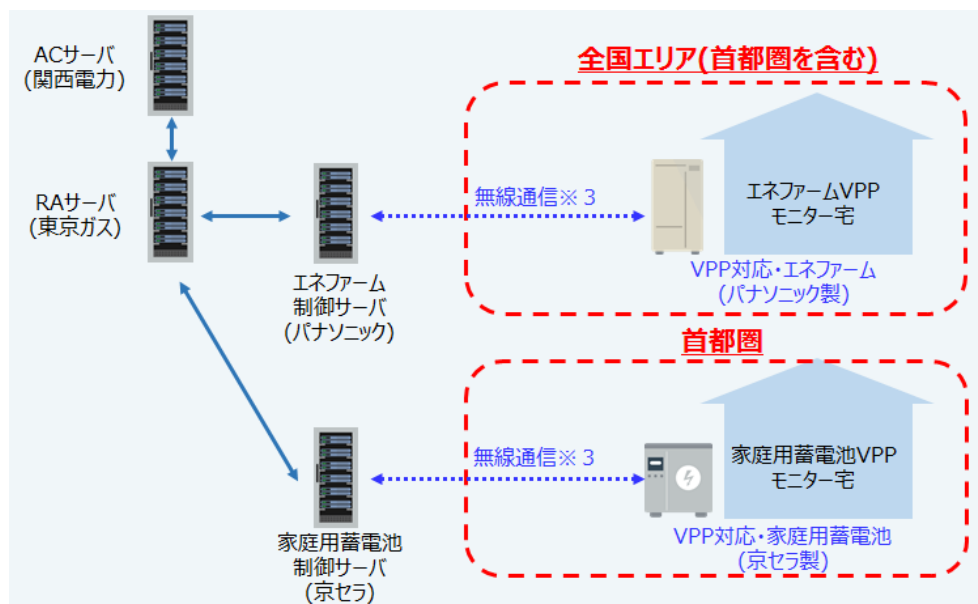 ACサーバ
(関西電力)
全国エリア(首都圏を含む)
RAサーバ
(東京ガス)
無線通信※３
エネファームVPP
モニター宅
VPP対応・エネファーム
(パナソニック製)
エネファーム
制御サーバ
(パナソニック)
首都圏
無線通信※３
家庭用蓄電池VPP
モニター宅
VPP対応・家庭用蓄電池
(京セラ製)
家庭用蓄電池
制御サーバ
(京セラ)